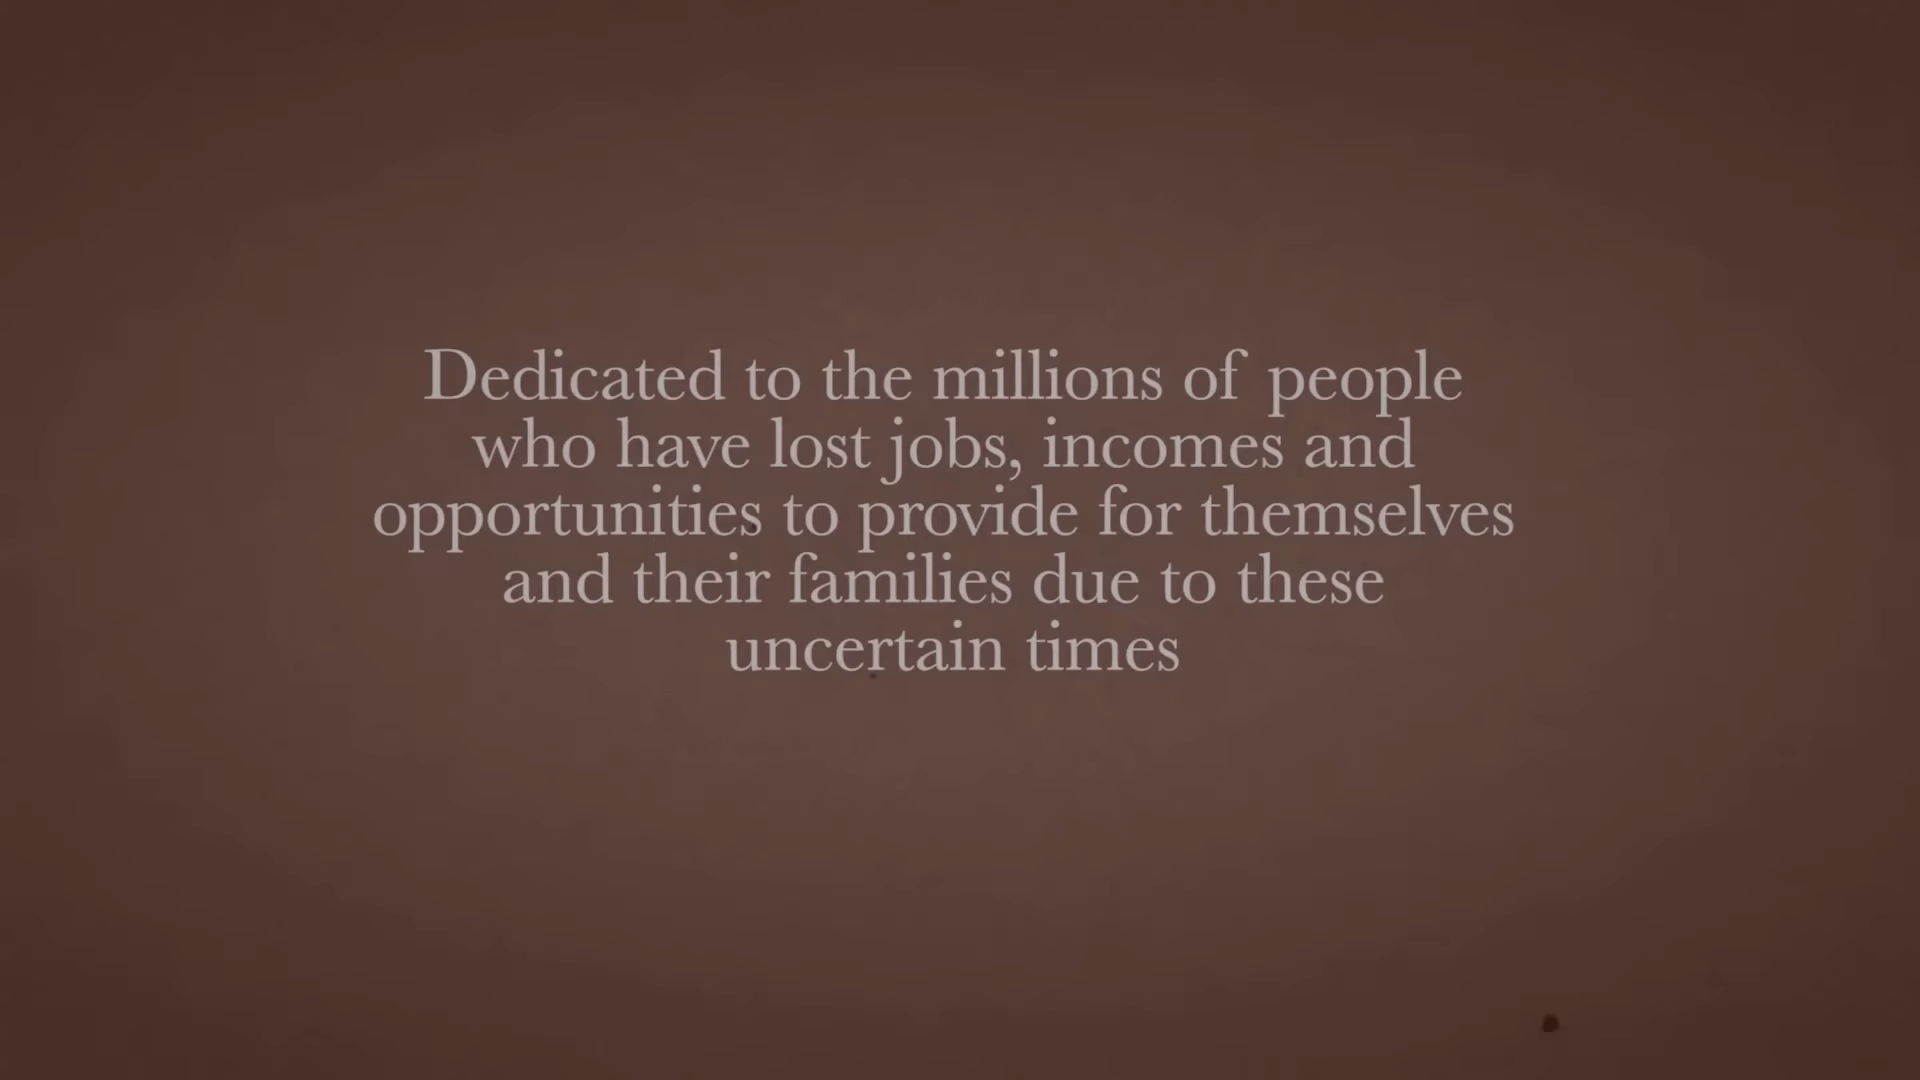 Dedicated to the millions of people
who have lost jobs, incomes and
opportunities to provide for themselves
and their families due to these
uncertain times